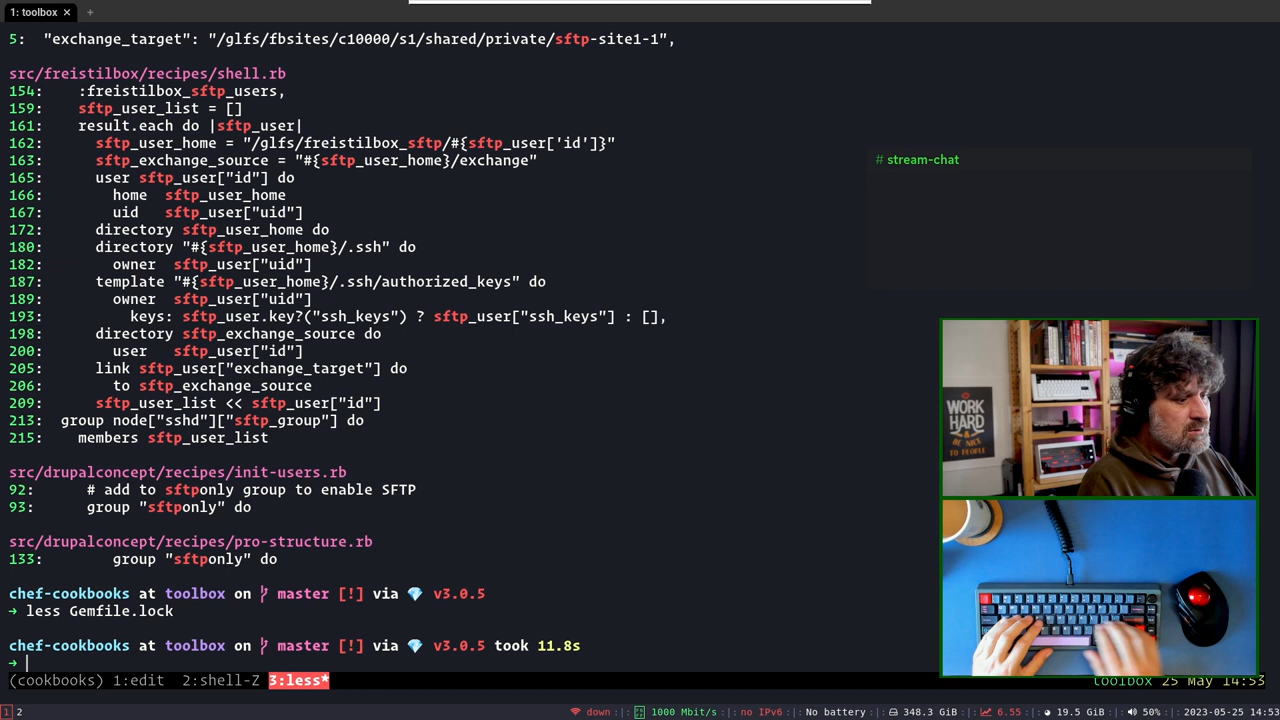 1: toolbox ✕ +
5:  "exchange_target": "/glfs/fbsites/c10000/s1/shared/private/sftp-site1-1",
src/freistilbox/recipes/shell.rb
154:    :freistilbox_sftp_users,
159:    sftp_user_list = []
161:    result.each do |sftp_user|
162:      sftp_user_home = "/glfs/freistilbox_sftp/#{sftp_user['id']}"
163:      sftp_exchange_source = "#{sftp_user_home}/exchange"
165:      user sftp_user["id"] do
166:        home  sftp_user_home
167:        uid   sftp_user["uid"]
172:      directory sftp_user_home do
180:      directory "#{sftp_user_home}/.ssh" do
182:        owner  sftp_user["uid"]
187:      template "#{sftp_user_home}/.ssh/authorized_keys" do
189:        owner  sftp_user["uid"]
193:          keys: sftp_user.key?("ssh_keys") ? sftp_user["ssh_keys"] : [],
198:      directory sftp_exchange_source do
200:        user   sftp_user["id"]
205:      link sftp_user["exchange_target"] do
206:        to sftp_exchange_source
209:      sftp_user_list << sftp_user["id"]
213:  group node["sshd"]["sftp_group"] do
215:    members sftp_user_list
src/drupalconcept/recipes/init-users.rb
92:      # add to sftponly group to enable SFTP
93:      group "sftponly" do
src/drupalconcept/recipes/pro-structure.rb
133:        group "sftponly" do
chef-cookbooks at toolbox on master [!] via 💎 v3.0.5
➜ less Gemfile.lock
chef-cookbooks at toolbox on master [!] via 💎 v3.0.5 took 11.8s
➜
(cookbooks) 1:edit  2:shell-Z 3:less*
toolbox 25 May 14:53
1 2
down :|: 1000 Mbit/s :|: no IPv6 :|: No battery :|: 348.3 GiB :|: 6.55 :|: 19.5 GiB :|: 50% :|: 2023-05-25 14:53
# stream-chat
WORK
HARD
& BE
NICE
TO PEOPLE